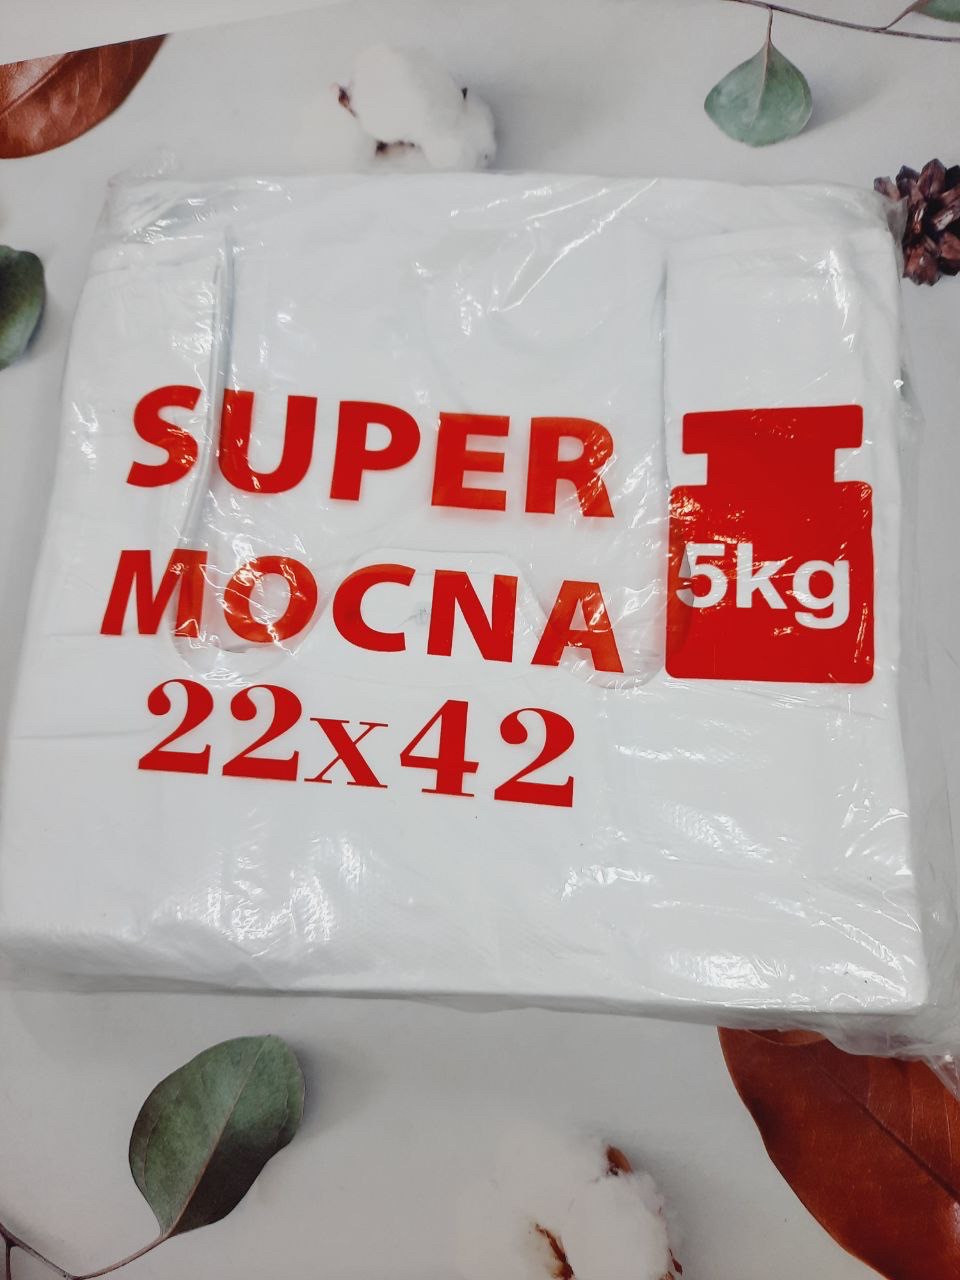 SUPER
MOCNA
22x42
5kg